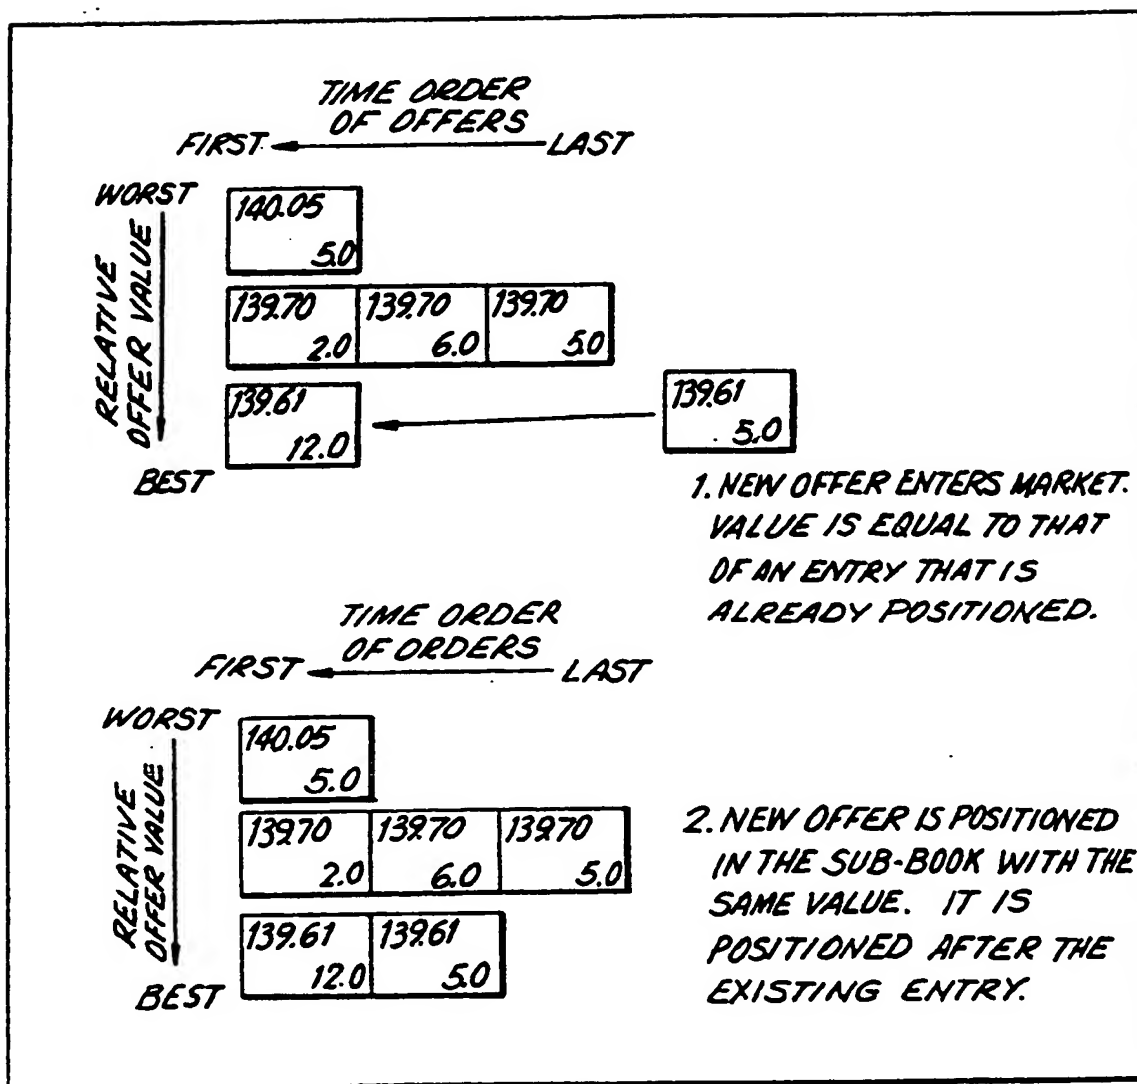 TIME ORDER
OF OFFERS
FIRST LAST
WORST
RELATIVE
OFFER VALUE
BEST
140.05
5.0
139.70 139.70 139.70
2.0 6.0 5.0
139.61 139.61
12.0 5.0
1. NEW OFFER ENTERS MARKET.
VALUE IS EQUAL TO THAT
OF AN ENTRY THAT IS
ALREADY POSITIONED.
TIME ORDER
OF ORDERS
FIRST LAST
WORST
RELATIVE
OFFER VALUE
BEST
140.05
5.0
139.70 139.70 139.70
2.0 6.0 5.0
139.61 139.61
12.0 5.0
2. NEW OFFER IS POSITIONED
IN THE SUB-BOOK WITH THE
SAME VALUE. IT IS
POSITIONED AFTER THE
EXISTING ENTRY.